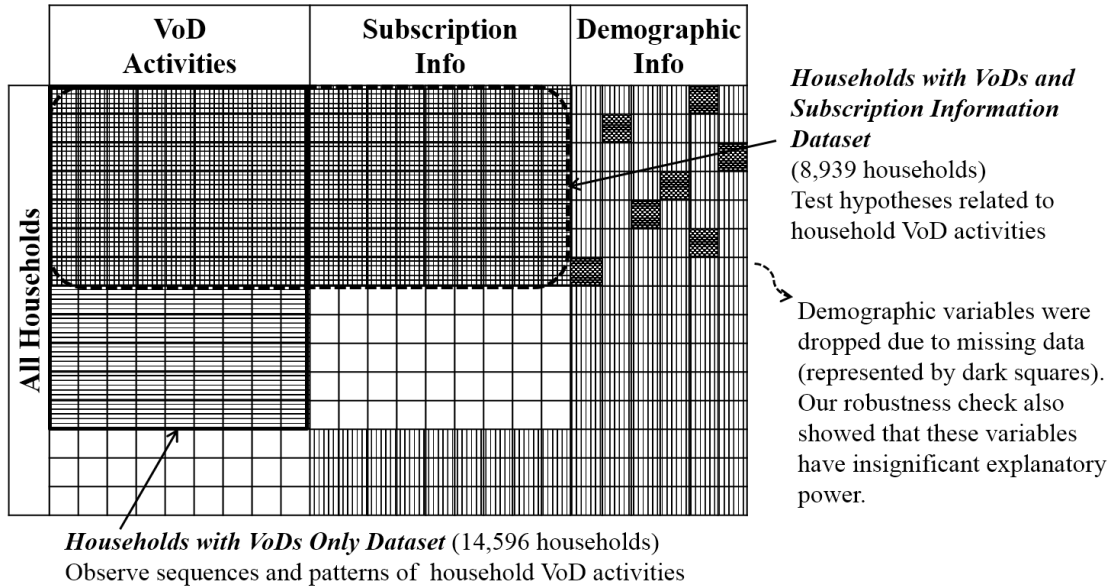 VoD
Activities
Subscription
Info
Demographic
Info
All Households
Households with VoDs and
Subscription Information
Dataset
(8,939 households)
Test hypotheses related to
household VoD activities
Demographic variables were
dropped due to missing data
(represented by dark squares).
Our robustness check also
showed that these variables
have insignificant explanatory
power.
Households with VoDs Only Dataset (14,596 households)
Observe sequences and patterns of household VoD activities